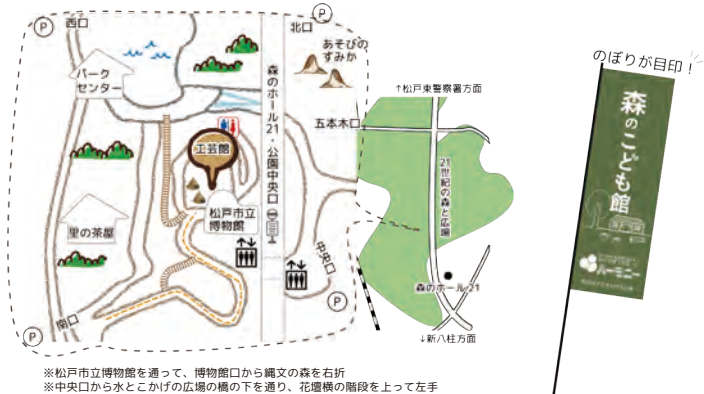 P
西口
P
北口
あそびの
すみか
パーク
センター
工芸館
森のホール21・公園中央口
五本木口
↑松戸東警察署方面
21世紀の森と広場
松戸市立
博物館
里の茶屋
中央口
森のホール21
南口
P
P
↓新八柱方面
のぼりが目印!
森のこども館
ハーモニー
※松戸市立博物館を通って、博物館口から縄文の森を右折
※中央口から水とこかげの広場の橋の下を通り、花壇横の階段を上って左手